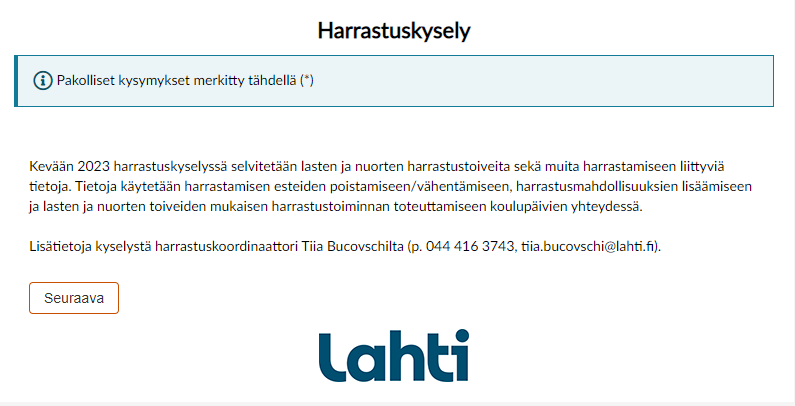 Harrastuskysely
Pakolliset kysymykset merkitty tähdellä (*)
Kevään 2023 harrastuskyselyssä selvitetään lasten ja nuorten harrastustoiveita sekä muita harrastamiseen liittyviä
tietoja. Tietoja käytetään harrastamisen esteiden poistamiseen/vähentämiseen, harrastusmahdollisuuksien lisäämiseen
ja lasten ja nuorten toiveiden mukaisen harrastustoiminnan toteuttamiseen koulupäivien yhteydessä.
Lisätietoja kyselystä harrastuskoordinaattori Tiia Bucovschilta (p. 044 416 3743, tiia.bucovschi@lahti.fi).
Seuraava
Lahti